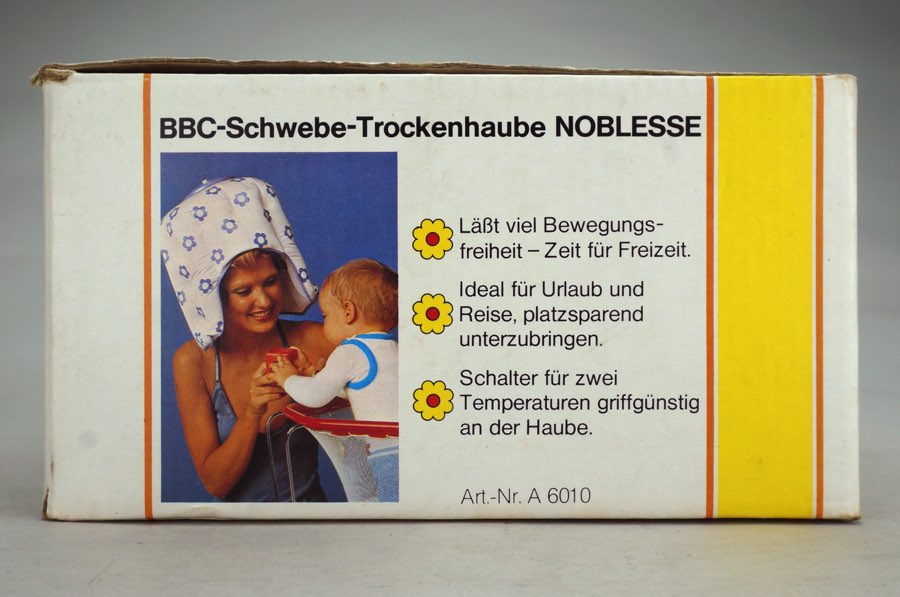 BBC-Schwebe-Trockenhaube NOBLESSE
Läßt viel Bewegungs-
freiheit – Zeit für Freizeit.
Ideal für Urlaub und
Reise, platzsparend
unterzubringen.
Schalter für zwei
Temperaturen griffgünstig
an der Haube.
Art.-Nr. A 6010